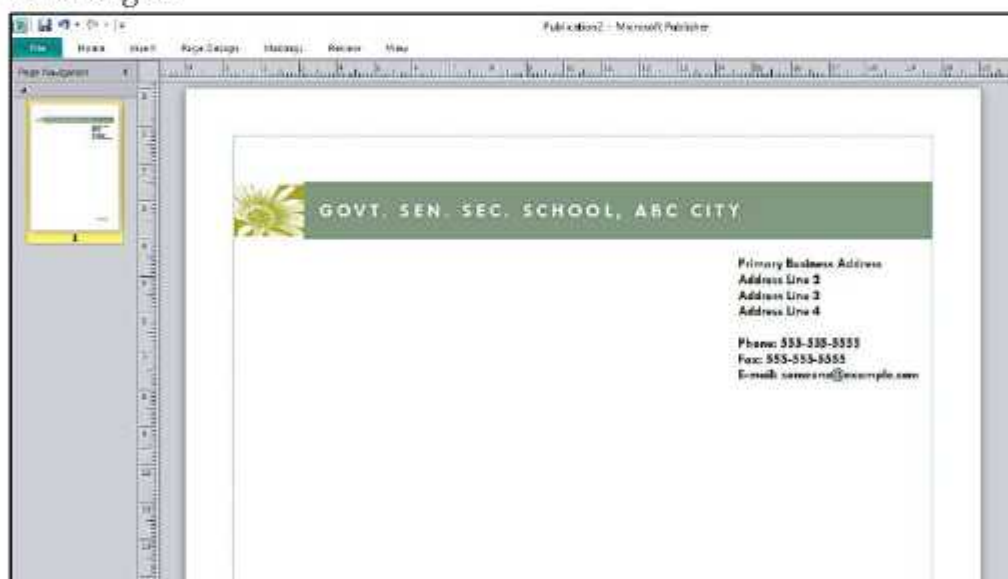 Publication2 - Microsoft Publisher
File Home Insert Page Design Mailings Review View
Page Navigation
GOVT. SEN. SEC. SCHOOL, ABC CITY
Primary Business Address
Address Line 2
Address Line 3
Address Line 4
Phone: 555-555-5555
Fax: 555-555-5555
E-mail: someone@example.com
1